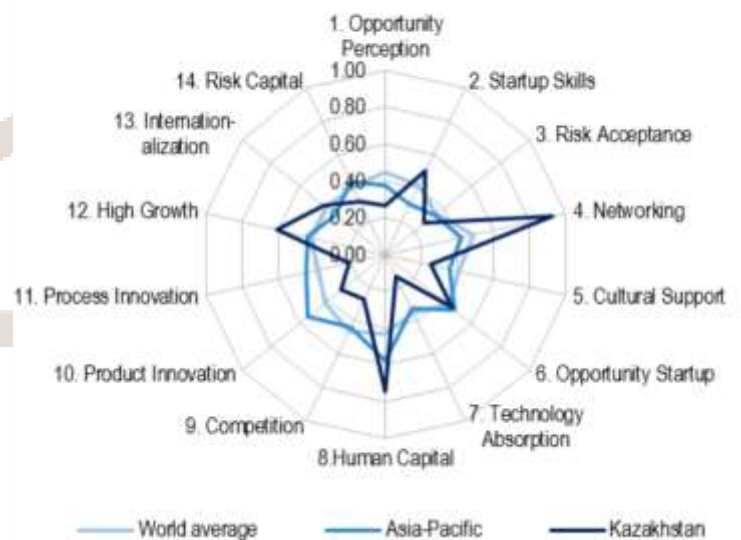 1. Opportunity
Perception
1.00
14. Risk Capital
2. Startup Skills
0.80
13. Internation-
alization
3. Risk Acceptance
0.60
0.40
12. High Growth
4. Networking
0.20
0.00
11. Process Innovation
5. Cultural Support
10. Product Innovation
6. Opportunity Startup
9. Competition
7. Technology
Absorption
8.Human Capital
World average
Asia-Pacific
Kazakhstan